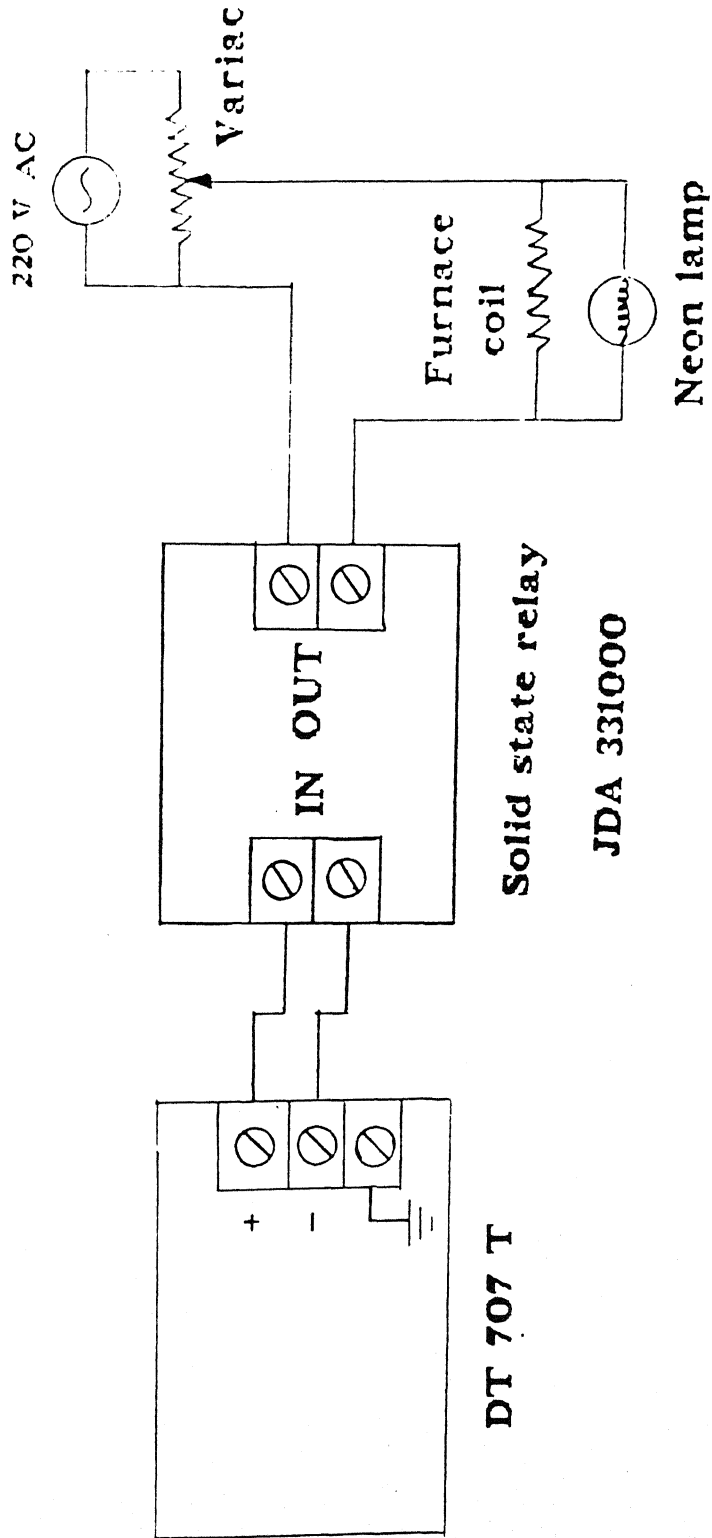 220 V AC
Variac
Furnace
coil
Neon lamp
IN OUT
Solid state relay
JDA 331000
+
−
DT 707 T